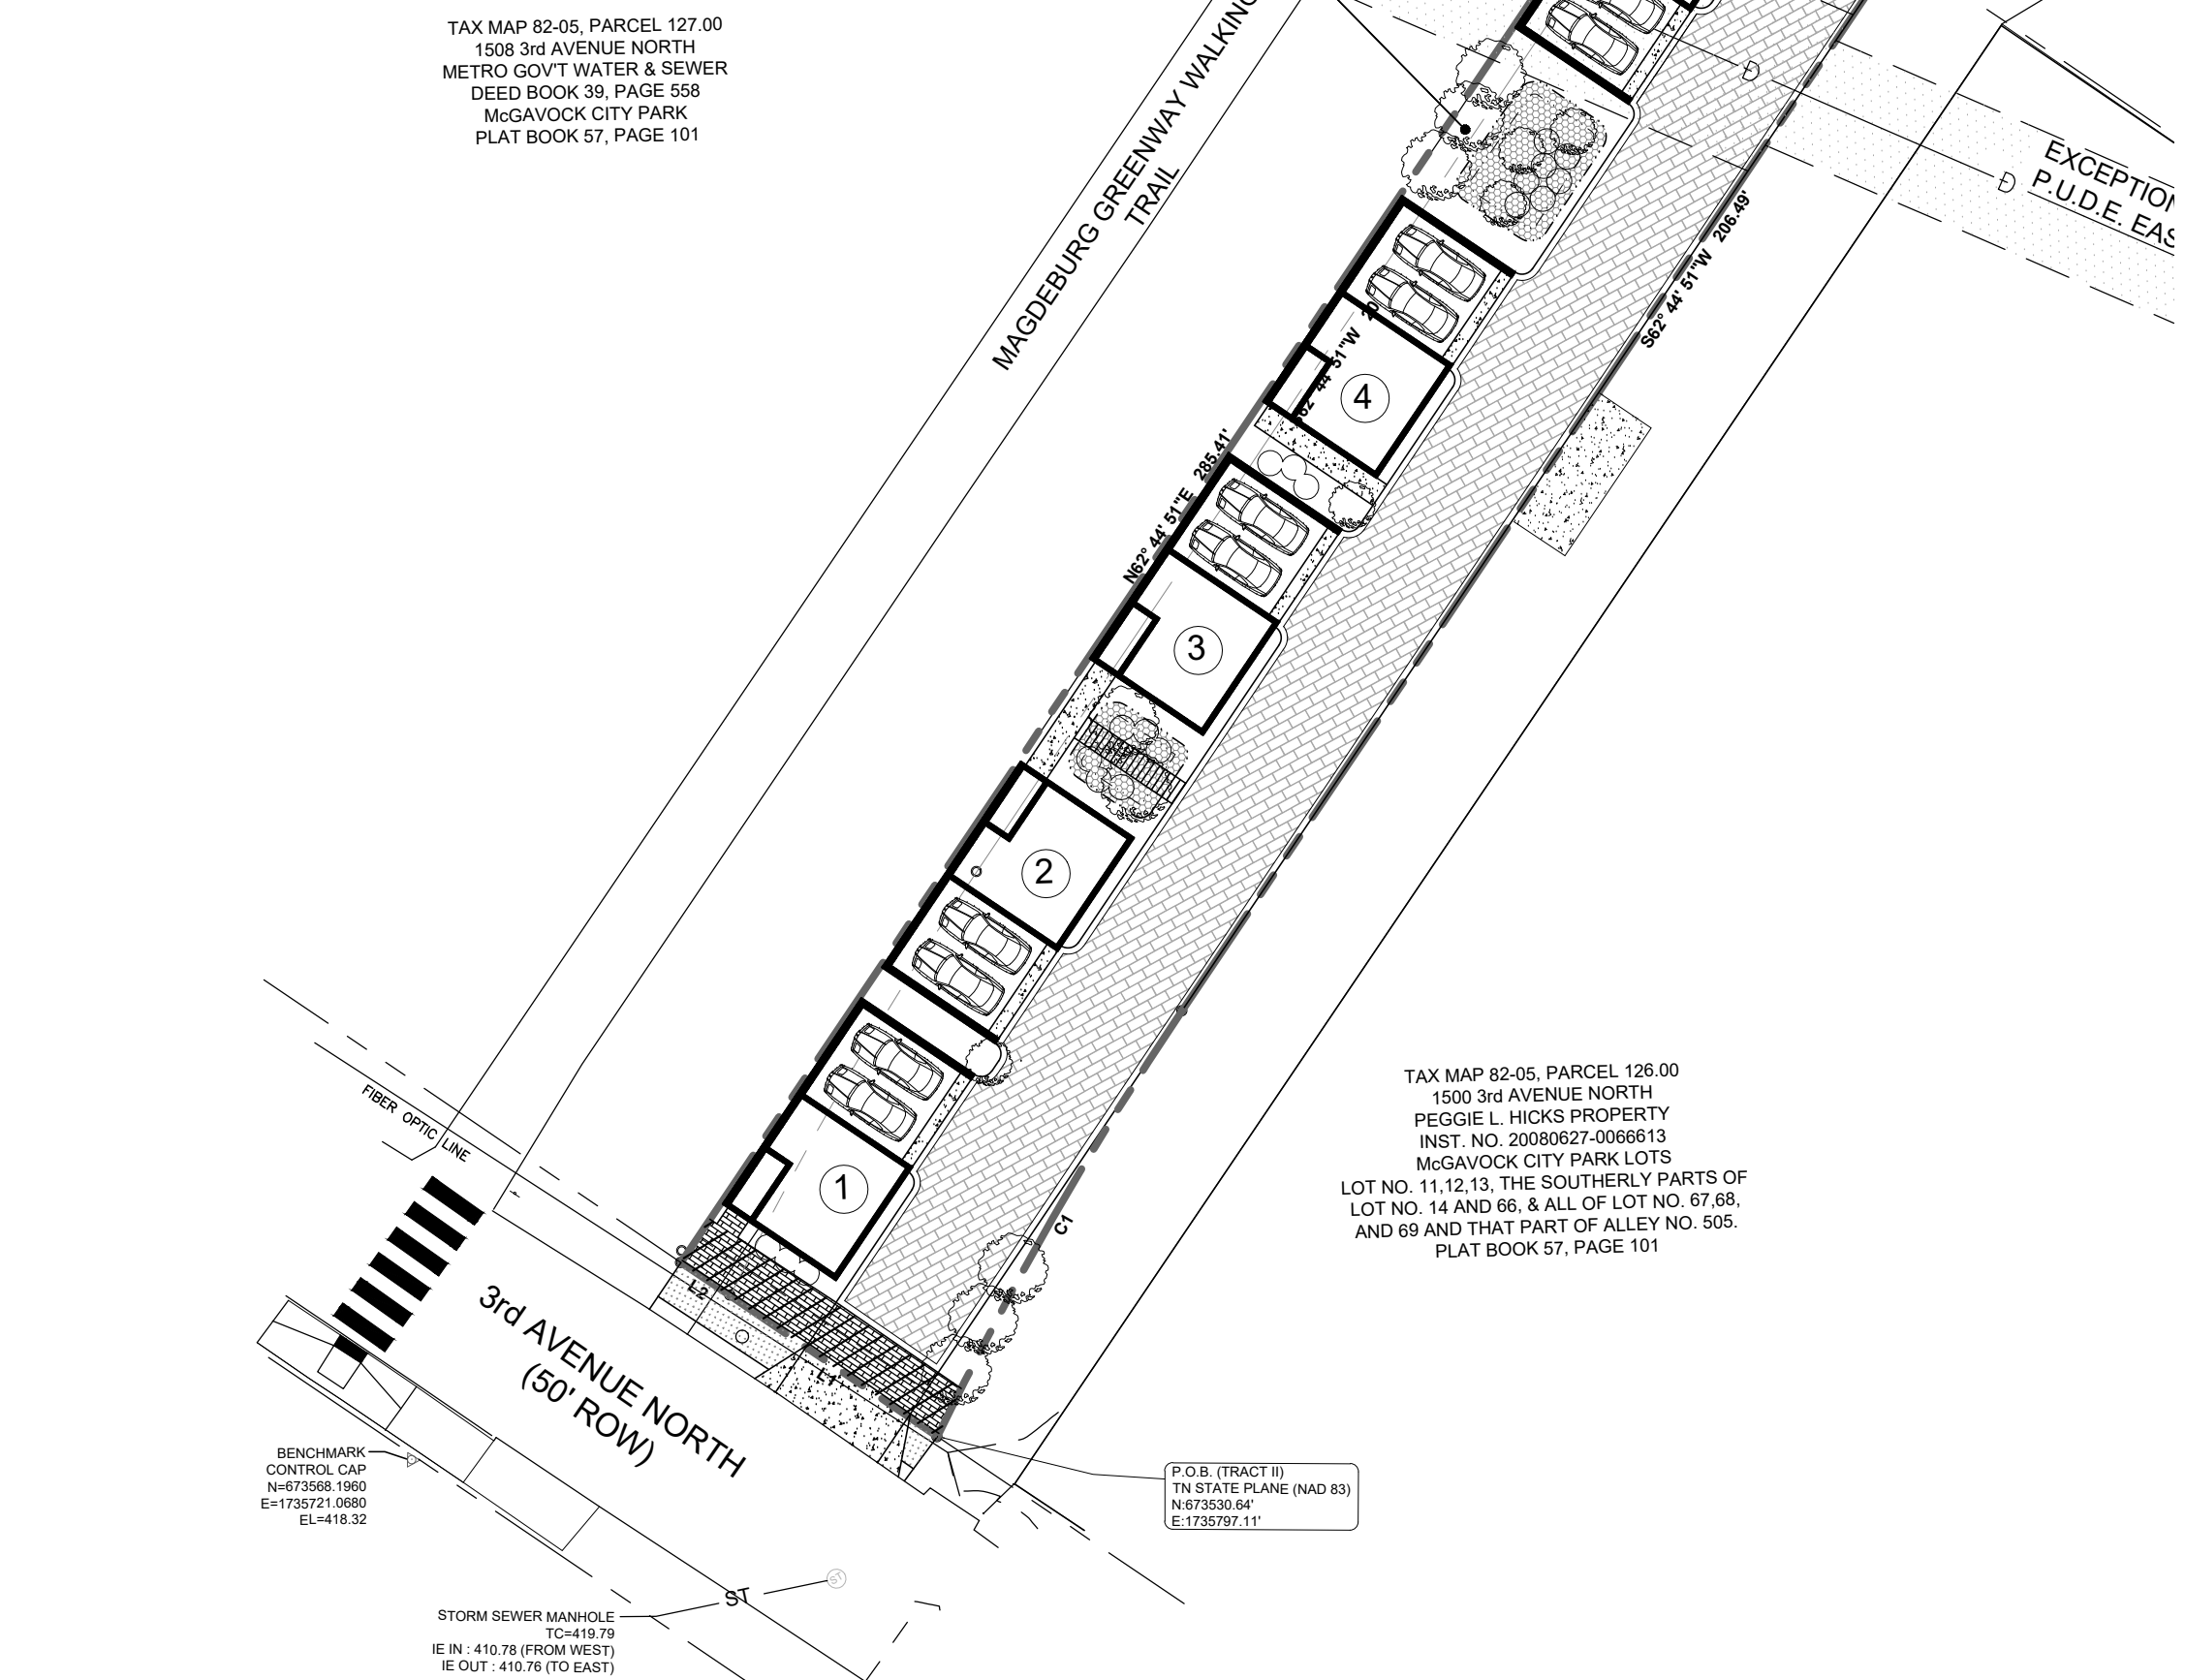 TAX MAP 82-05, PARCEL 127.00
1508 3rd AVENUE NORTH
METRO GOV'T WATER & SEWER
DEED BOOK 39, PAGE 558
McGAVOCK CITY PARK
PLAT BOOK 57, PAGE 101
MAGDEBURG GREENWAY WALKING
TRAIL
D
D
EXCEPTION
P.U.D.E. EAS
S62° 44' 51"W 206.49'
S62° 44' 51"W 20
4
N62° 44' 51"E 285.41'
3
2
1
FIBER OPTIC LINE
C1
L2
L1
3rd AVENUE NORTH
(50' ROW)
TAX MAP 82-05, PARCEL 126.00
1500 3rd AVENUE NORTH
PEGGIE L. HICKS PROPERTY
INST. NO. 20080627-0066613
McGAVOCK CITY PARK LOTS
LOT NO. 11,12,13, THE SOUTHERLY PARTS OF
LOT NO. 14 AND 66, & ALL OF LOT NO. 67,68,
AND 69 AND THAT PART OF ALLEY NO. 505.
PLAT BOOK 57, PAGE 101
BENCHMARK
CONTROL CAP
N=673568.1960
E=1735721.0680
EL=418.32
P.O.B. (TRACT II)
TN STATE PLANE (NAD 83)
N:673530.64'
E:1735797.11'
ST
ST
STORM SEWER MANHOLE
TC=419.79
IE IN : 410.78 (FROM WEST)
IE OUT : 410.76 (TO EAST)